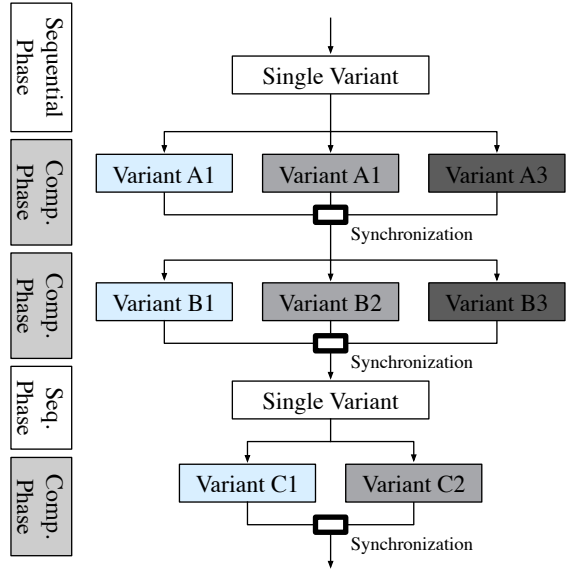 Sequential
Phase
Single Variant
Comp.
Phase
Variant A1
Variant A1
Variant A3
Synchronization
Comp.
Phase
Variant B1
Variant B2
Variant B3
Synchronization
Seq.
Phase
Single Variant
Comp.
Phase
Variant C1
Variant C2
Synchronization